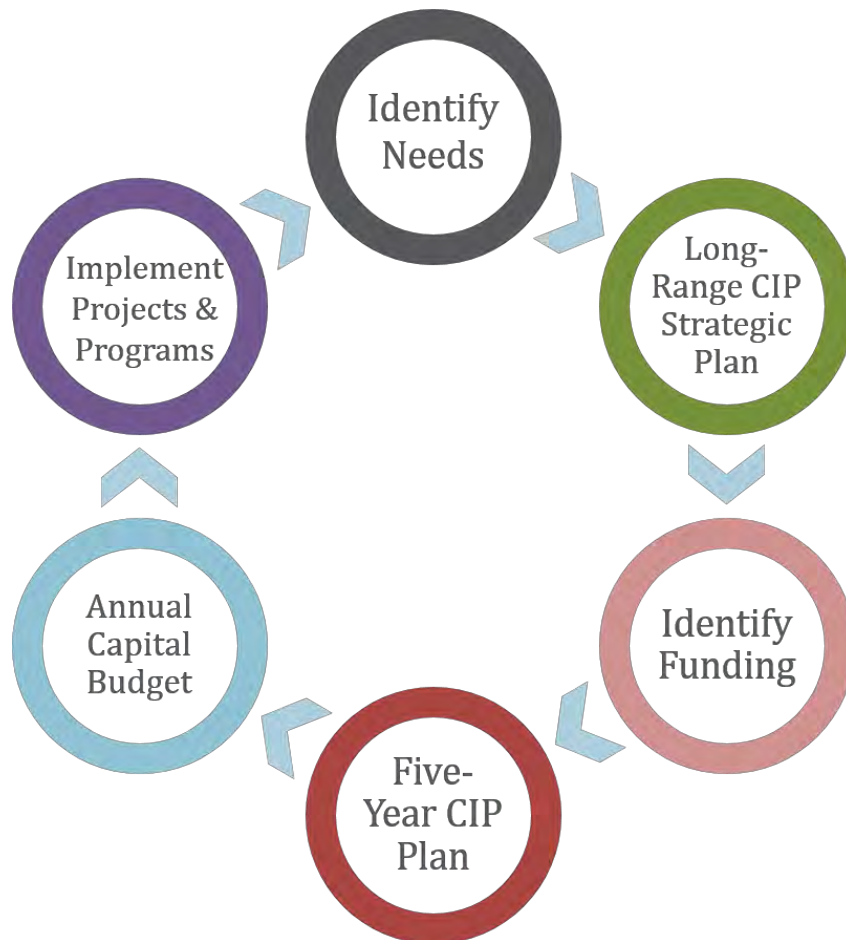 Identify
Needs
Long-
Range CIP
Strategic
Plan
Identify
Funding
Five-
Year CIP
Plan
Annual
Capital
Budget
Implement
Projects &
Programs